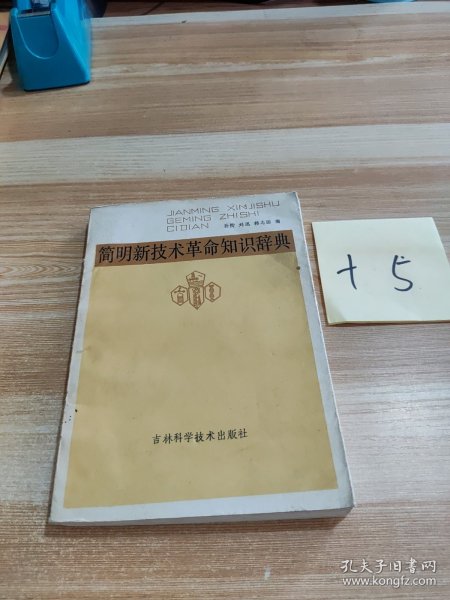 JIANMING XINJISHU
GEMING ZHISHI
CIDIAN
编
简明新技术革命知识辞典
吉林科学技术出版社
十5
孔夫子旧书网
www.kongfz.com